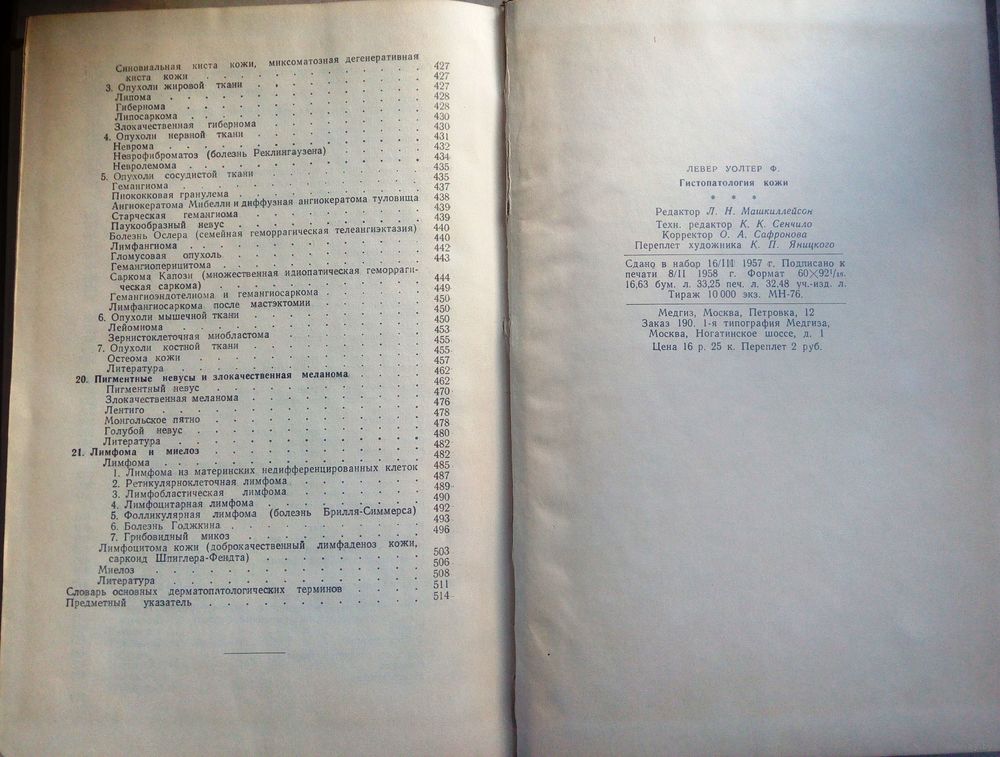 Синовиальная киста кожи, миксоматозная дегенеративная
киста кожи . . . . . . . . . . 427
3. Опухоли жировой ткани . . . . . . . . 427
Липома . . . . . . . . . . . . 427
Гибернома . . . . . . . . . . . 428
Липосаркома . . . . . . . . . . 428
Злокачественная гибернома . . . . . . . 430
4. Опухоли нервной ткани . . . . . . . . 430
Неврома . . . . . . . . . . . . 431
Неврофиброматоз (болезнь Реклингаузена) . . . . 432
Невролемома . . . . . . . . . . 434
5. Опухоли сосудистой ткани . . . . . . . 435
Гемангиома . . . . . . . . . . . 435
Пиококковая гранулема . . . . . . . . 437
Ангиокератома Мибелли и диффузная ангиокератома туловища 438
Старческая гемангиома . . . . . . . . 439
Паукообразный невус . . . . . . . . 439
Болезнь Ослера (семейная геморрагическая телеангиэктазия) 440
Лимфангиома . . . . . . . . . . 440
Гломусовая опухоль . . . . . . . . . 442
Гемангиоперицитома . . . . . . . . . 443
Саркома Капози (множественная идиопатическая геморраги-
ческая саркома) . . . . . . . . . 444
Гемангиоэндотелиома и гемангиосаркома . . . . 449
Лимфангиосаркома после мастэктомии . . . . . 450
6. Опухоли мышечной ткани . . . . . . . . 450
Лейомиома . . . . . . . . . . . 450
Зернистоклеточная миобластома . . . . . . 453
7. Опухоли костной ткани . . . . . . . . 455
Остеома кожи . . . . . . . . . . 455
Литература . . . . . . . . . . . 457
20. Пигментные невусы и злокачественная меланома . . . 462
Пигментный невус . . . . . . . . . 462
Злокачественная меланома . . . . . . . 470
Лентиго . . . . . . . . . . . . 476
Монгольское пятно . . . . . . . . . 478
Голубой невус . . . . . . . . . . 478
Литература . . . . . . . . . . . 480
21. Лимфома и миелоз . . . . . . . . . 482
Лимфома . . . . . . . . . . . . 482
1. Лимфома из материнских недифференцированных клеток 485
2. Ретикулярноклеточная лимфома . . . . . . 487
3. Лимфобластическая лимфома . . . . . . 489
4. Лимфоцитарная лимфома . . . . . . . 490
5. Фолликулярная лимфома (болезнь Брилля-Симмерса) 492
6. Болезнь Годжкина . . . . . . . . . 493
7. Грибовидный микоз . . . . . . . . 496
Лимфоцитома кожи (доброкачественный лимфаденоз кожи,
саркоид Шпиглера-Фендта) . . . . . . . 503
Миелоз . . . . . . . . . . . . 506
Литература . . . . . . . . . . . 508
Словарь основных дерматопатологических терминов . . . . 511
Предметный указатель . . . . . . . . . . 514
ЛЕВЕР УОЛТЕР Ф.
Гистопатология кожи
* * *
Редактор Л. Н. Машкиллейсон
Техн. редактор К. К. Сенчило
Корректор О. А. Сафронова
Переплет художника К. П. Яницкого
Сдано в набор 16/III 1957 г. Подписано к
печати 8/II 1958 г. Формат 60×92¹/₁₆.
16,63 бум. л. 33,25 печ. л. 32.48 уч.-изд. л.
Тираж 10 000 экз. МН-76.
Медгиз, Москва, Петровка, 12
Заказ 190. 1-я типография Медгиза,
Москва, Ногатинское шоссе, д. 1
Цена 16 р. 25 к. Переплет 2 руб.